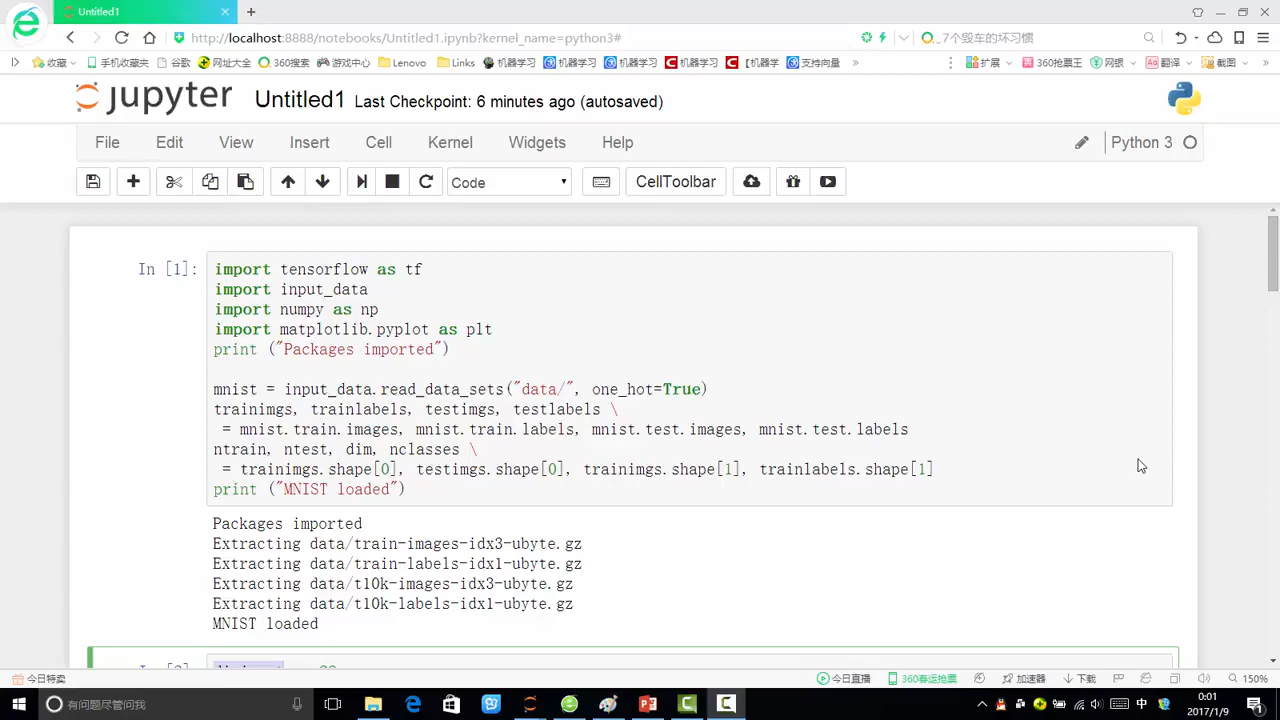 Untitled1
http://localhost:8888/notebooks/Untitled1.ipynb?kernel_name=python3#
7个毁车的坏习惯
收藏 手机收藏夹 谷歌 网址大全 360搜索 游戏中心 Lenovo Links 机器学习 机器学习 机器学习 机器学习 【机器学 支持向量 » 扩展 360抢票王 网银 翻译 截图 »
jupyter Untitled1 Last Checkpoint: 6 minutes ago (autosaved)
File Edit View Insert Cell Kernel Widgets Help Python 3
Code CellToolbar
In [1]:
import tensorflow as tf
import input_data
import numpy as np
import matplotlib.pyplot as plt
print ("Packages imported")
mnist = input_data.read_data_sets("data/", one_hot=True)
trainimgs, trainlabels, testimgs, testlabels \
= mnist.train.images, mnist.train.labels, mnist.test.images, mnist.test.labels
ntrain, ntest, dim, nclasses \
= trainimgs.shape[0], testimgs.shape[0], trainimgs.shape[1], trainlabels.shape[1]
print ("MNIST loaded")
Packages imported
Extracting data/train-images-idx3-ubyte.gz
Extracting data/train-labels-idx1-ubyte.gz
Extracting data/t10k-images-idx3-ubyte.gz
Extracting data/t10k-labels-idx1-ubyte.gz
MNIST loaded
今日特卖 今日直播 360春运抢票 加速器 下载 150%
有问题尽管问我 中 0:01
2017/1/9